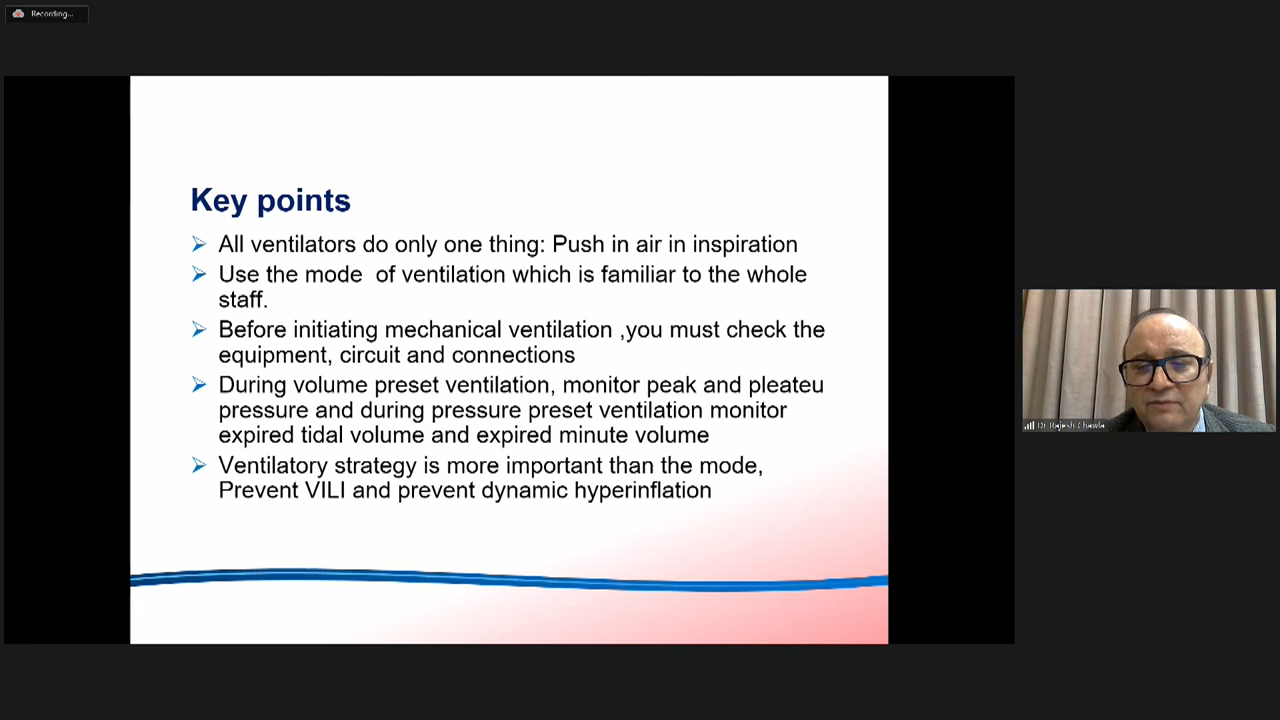 Recording...
Key points
All ventilators do only one thing: Push in air in inspiration
Use the mode of ventilation which is familiar to the whole
staff.
Before initiating mechanical ventilation ,you must check the
equipment, circuit and connections
During volume preset ventilation, monitor peak and pleateu
pressure and during pressure preset ventilation monitor
expired tidal volume and expired minute volume
Ventilatory strategy is more important than the mode,
Prevent VILI and prevent dynamic hyperinflation
Dr Rajesh Chawla